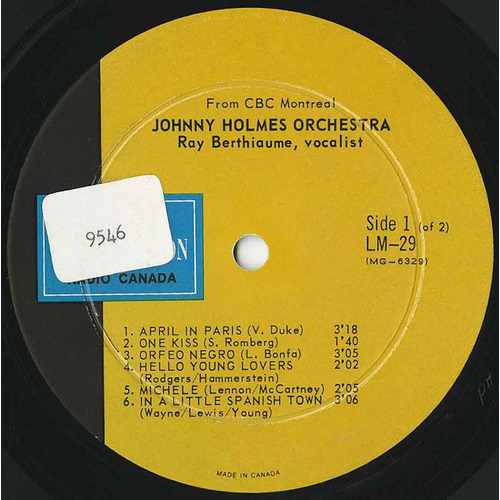 From CBC Montreal
JOHNNY HOLMES ORCHESTRA
Ray Berthiaume, vocalist
9546
RADIO CANADA
Side 1 (of 2)
LM-29
(MG-6329)
1. APRIL IN PARIS (V. Duke) 3'18
2. ONE KISS (S. Romberg) 1'40
3. ORFEO NEGRO (L. Bonfa) 3'05
4. HELLO YOUNG LOVERS 2'02
(Rodgers/Hammerstein)
5. MICHELE (Lennon/McCartney) 2'05
6. IN A LITTLE SPANISH TOWN 3'06
(Wayne/Lewis/Young)
MADE IN CANADA